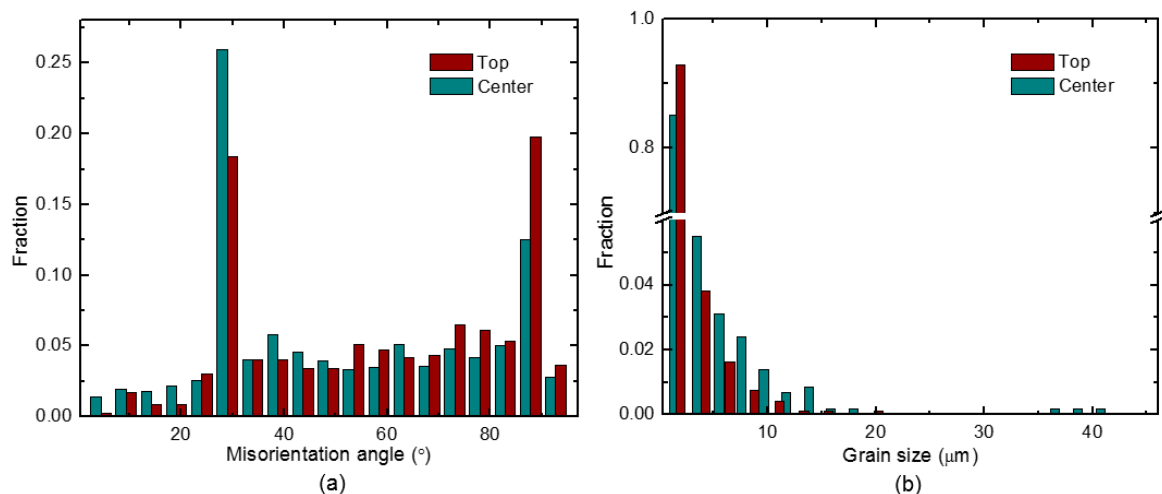 0.25
0.20
0.15
0.10
0.05
0.00
Fraction
Top
Center
20
40
60
80
Misorientation angle (°)
(a)
1.0
0.8
0.04
0.02
0.00
Fraction
Top
Center
10
20
30
40
Grain size (μm)
(b)